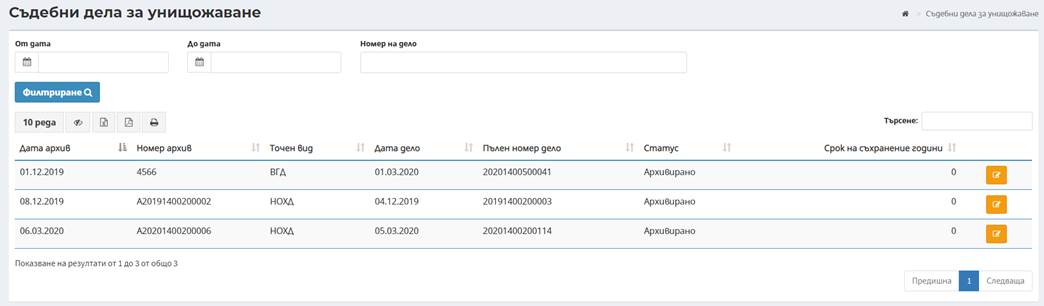 Съдебни дела за унищожаване
> Съдебни дела за унищожаване
От дата До дата Номер на дело
Филтриране
10 реда Търсене:
Дата архив Номер архив Точен вид Дата дело Пълен номер дело Статус Срок на съхранение години
01.12.2019 4566 ВГД 01.03.2020 20201400500041 Архивирано 0
08.12.2019 А20191400200002 НОХД 04.12.2019 20191400200003 Архивирано 0
06.03.2020 А20201400200006 НОХД 05.03.2020 20201400200114 Архивирано 0
Показване на резултати от 1 до 3 от общо 3
Предишна 1 Следваща